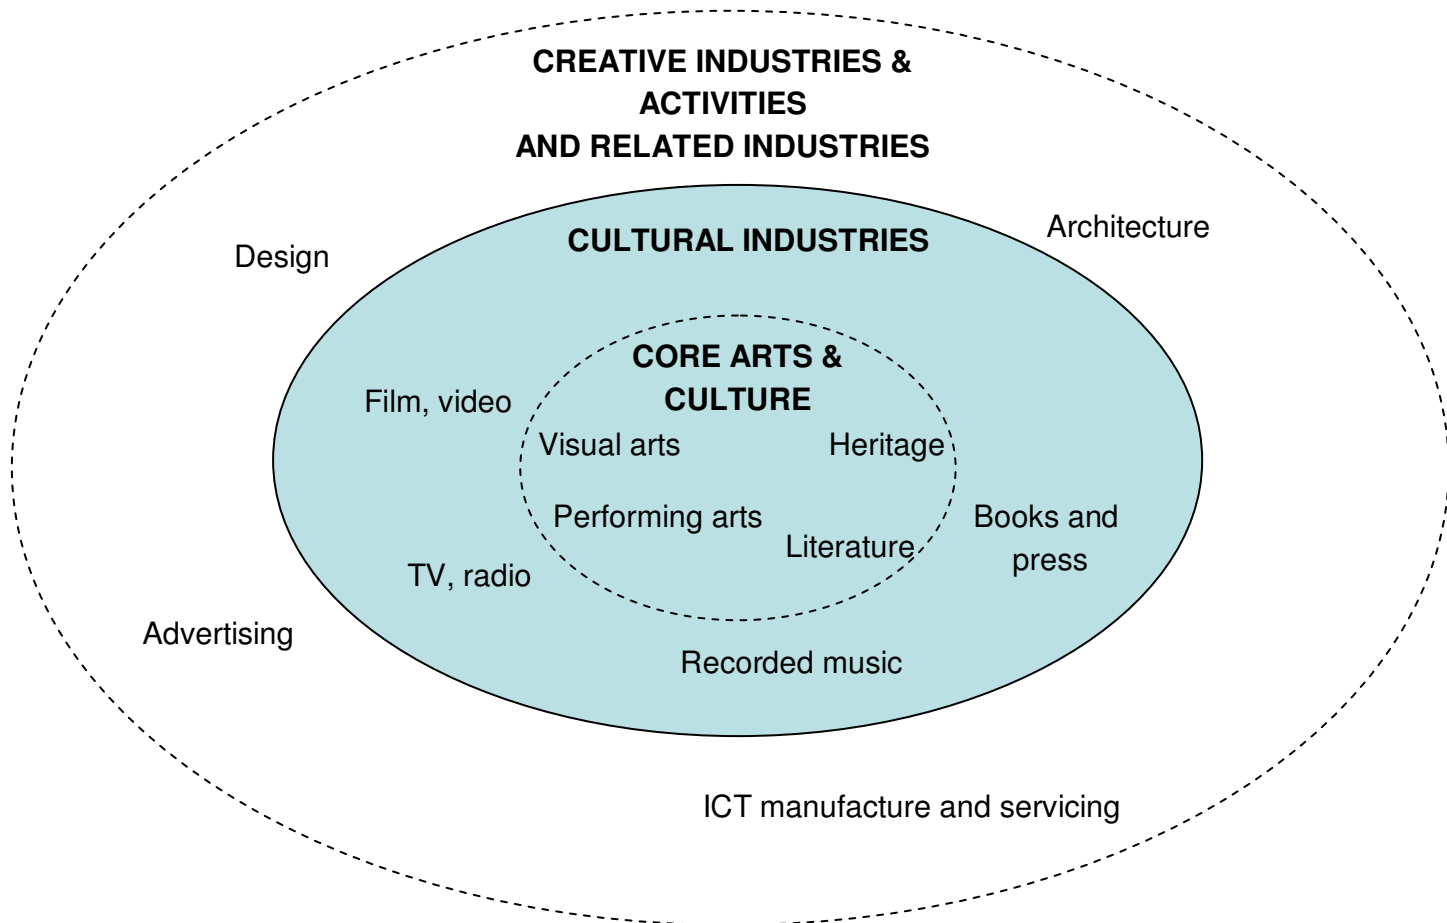 CREATIVE INDUSTRIES &
ACTIVITIES
AND RELATED INDUSTRIES
Architecture
Design
CULTURAL INDUSTRIES
CORE ARTS &
CULTURE
Film, video
Visual arts
Heritage
Performing arts
Literature
Books and
press
TV, radio
Advertising
Recorded music
ICT manufacture and servicing